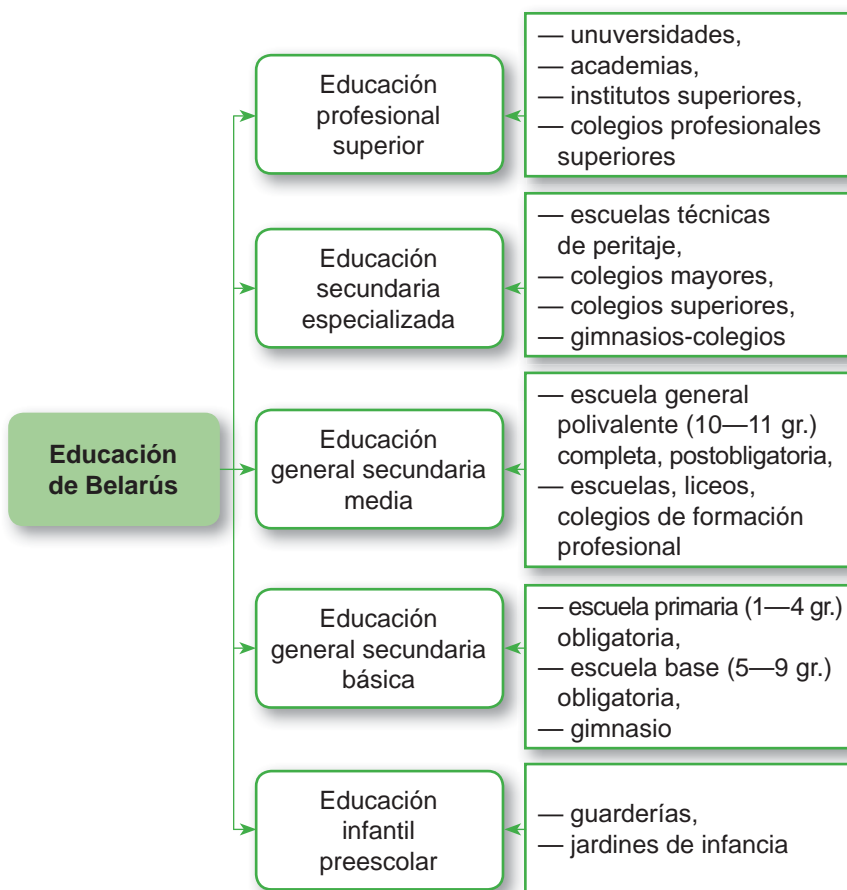 Educación
profesional
superior
— unuversidades,
— academias,
— institutos superiores,
— colegios profesionales
superiores
Educación
secundaria
especializada
— escuelas técnicas
de peritaje,
— colegios mayores,
— colegios superiores,
— gimnasios-colegios
Educación
de Belarús
Educación
general secundaria
media
— escuela general
polivalente (10—11 gr.)
completa, postobligatoria,
— escuelas, liceos,
colegios de formación
profesional
Educación
general secundaria
básica
— escuela primaria (1—4 gr.)
obligatoria,
— escuela base (5—9 gr.)
obligatoria,
— gimnasio
Educación
infantil
preescolar
— guarderías,
— jardines de infancia